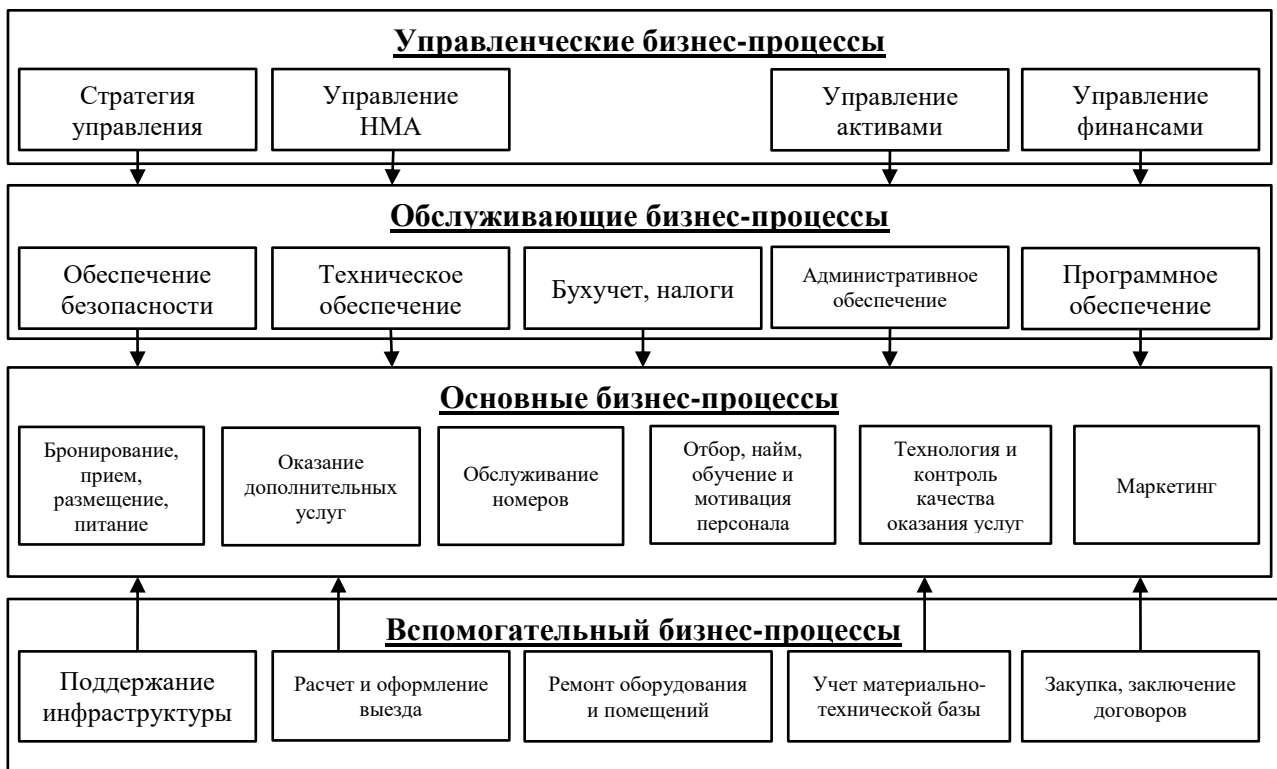 Управленческие бизнес-процессы
Стратегия
управления
Управление
НМА
Управление
активами
Управление
финансами
Обслуживающие бизнес-процессы
Обеспечение
безопасности
Техническое
обеспечение
Бухучет, налоги
Административное
обеспечение
Программное
обеспечение
Основные бизнес-процессы
Бронирование,
прием,
размещение,
питание
Оказание
дополнительных
услуг
Обслуживание
номеров
Отбор, найм,
обучение и
мотивация
персонала
Технология и
контроль
качества
оказания услуг
Маркетинг
Вспомогательный бизнес-процессы
Поддержание
инфраструктуры
Расчет и оформление
выезда
Ремонт оборудования
и помещений
Учет материально-
технической базы
Закупка, заключение
договоров